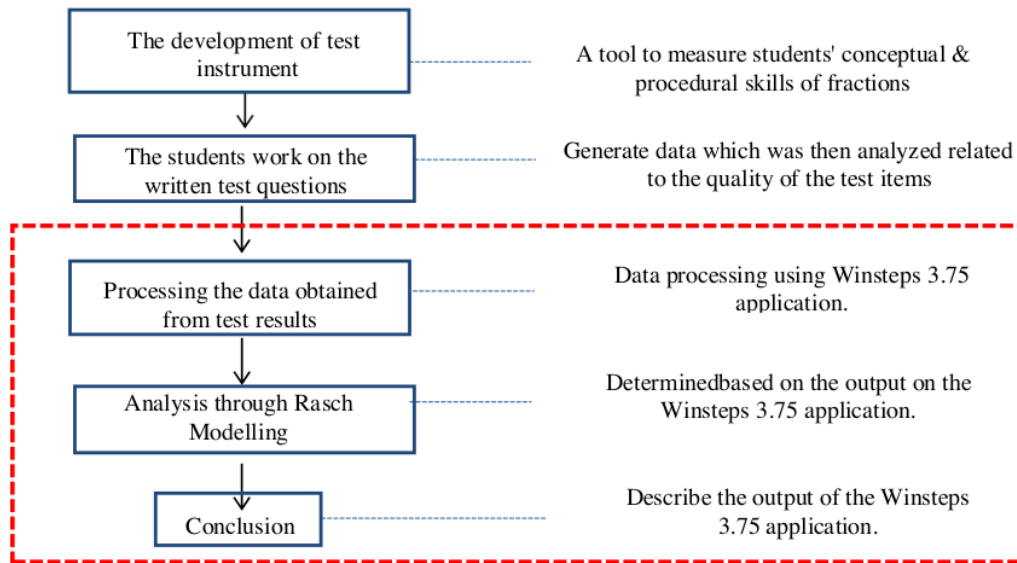 The development of test
instrument
A tool to measure students' conceptual &
procedural skills of fractions
The students work on the
written test questions
Generate data which was then analyzed related
to the quality of the test items
Processing the data obtained
from test results
Data processing using Winsteps 3.75
application.
Analysis through Rasch
Modelling
Determinedbased on the output on the
Winsteps 3.75 application.
Conclusion
Describe the output of the Winsteps
3.75 application.